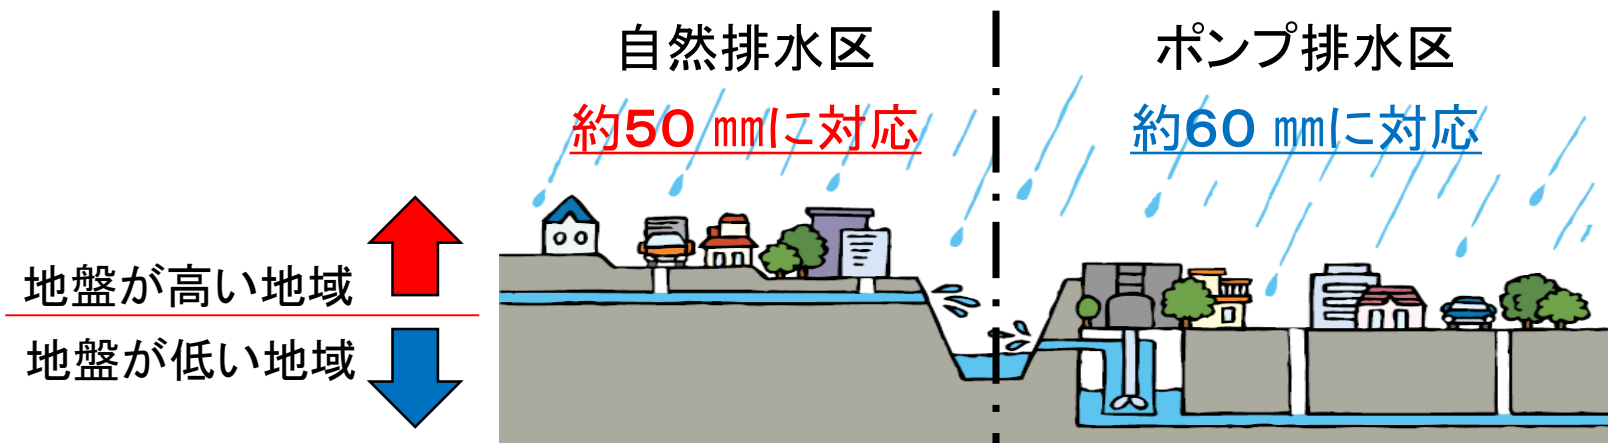 自然排水区
約50 ㎜に対応
ポンプ排水区
約60 ㎜に対応
地盤が高い地域
地盤が低い地域